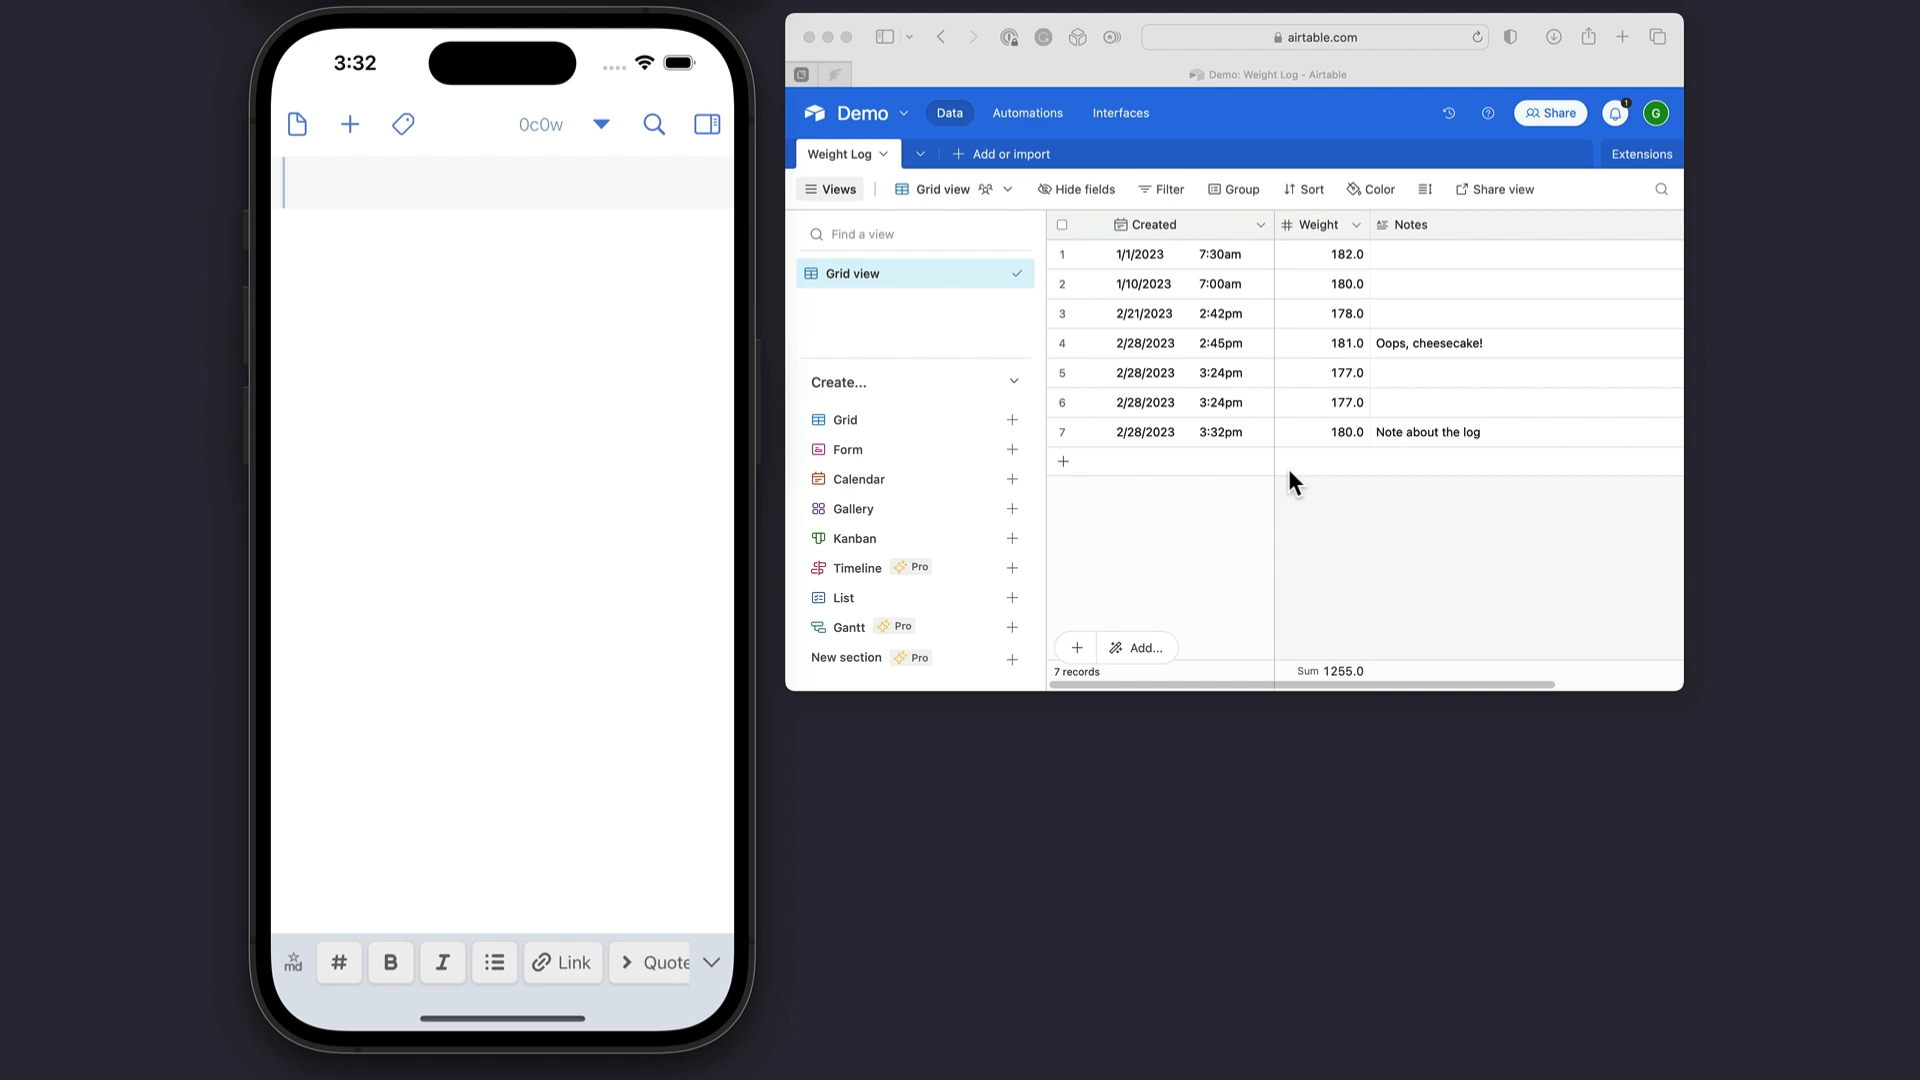 3:32
0c0w
md
#
B
I
Link
Quote
airtable.com
Demo: Weight Log - Airtable
Demo
Data
Automations
Interfaces
Share
1
G
Weight Log
Add or import
Extensions
Views
Grid view
Hide fields
Filter
Group
Sort
Color
Share view
Find a view
Grid view
Create...
Grid
Form
Calendar
Gallery
Kanban
Timeline Pro
List
Gantt Pro
New section Pro
Created Weight Notes
1 1/1/2023 7:30am 182.0
2 1/10/2023 7:00am 180.0
3 2/21/2023 2:42pm 178.0
4 2/28/2023 2:45pm 181.0 Oops, cheesecake!
5 2/28/2023 3:24pm 177.0
6 2/28/2023 3:24pm 177.0
7 2/28/2023 3:32pm 180.0 Note about the log
Add...
7 records
Sum 1255.0